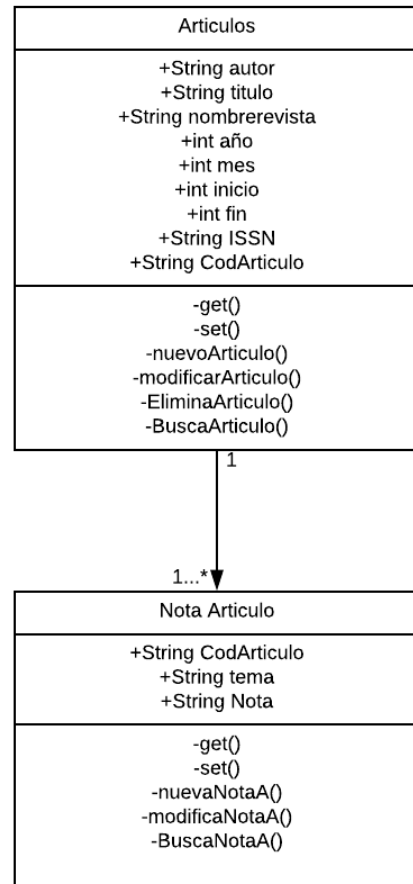 Articulos
+String autor
+String titulo
+String nombrerevista
+int año
+int mes
+int inicio
+int fin
+String ISSN
+String CodArticulo
-get()
-set()
-nuevoArticulo()
-modificarArticulo()
-EliminaArticulo()
-BuscaArticulo()
1
1...*
Nota Articulo
+String CodArticulo
+String tema
+String Nota
-get()
-set()
-nuevaNotaA()
-modificaNotaA()
-BuscaNotaA()